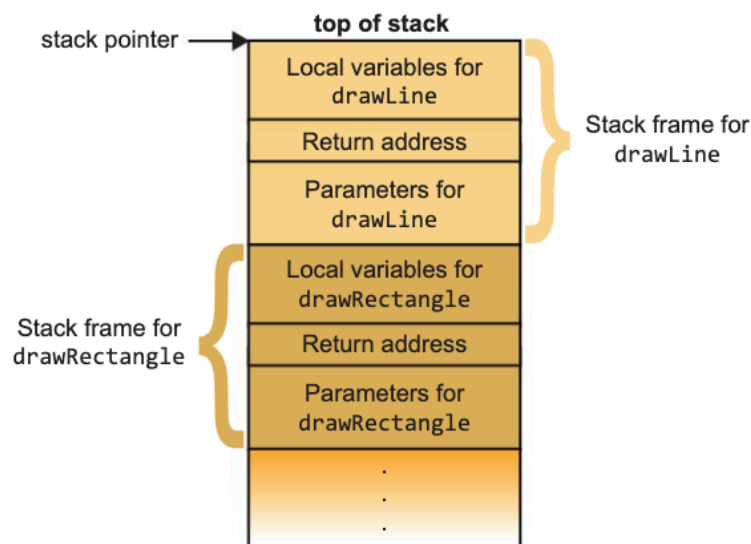 top of stack
stack pointer
Local variables for
drawLine
Return address
Parameters for
drawLine
Stack frame for
drawLine
Local variables for
drawRectangle
Return address
Parameters for
drawRectangle
Stack frame for
drawRectangle
.
.
.